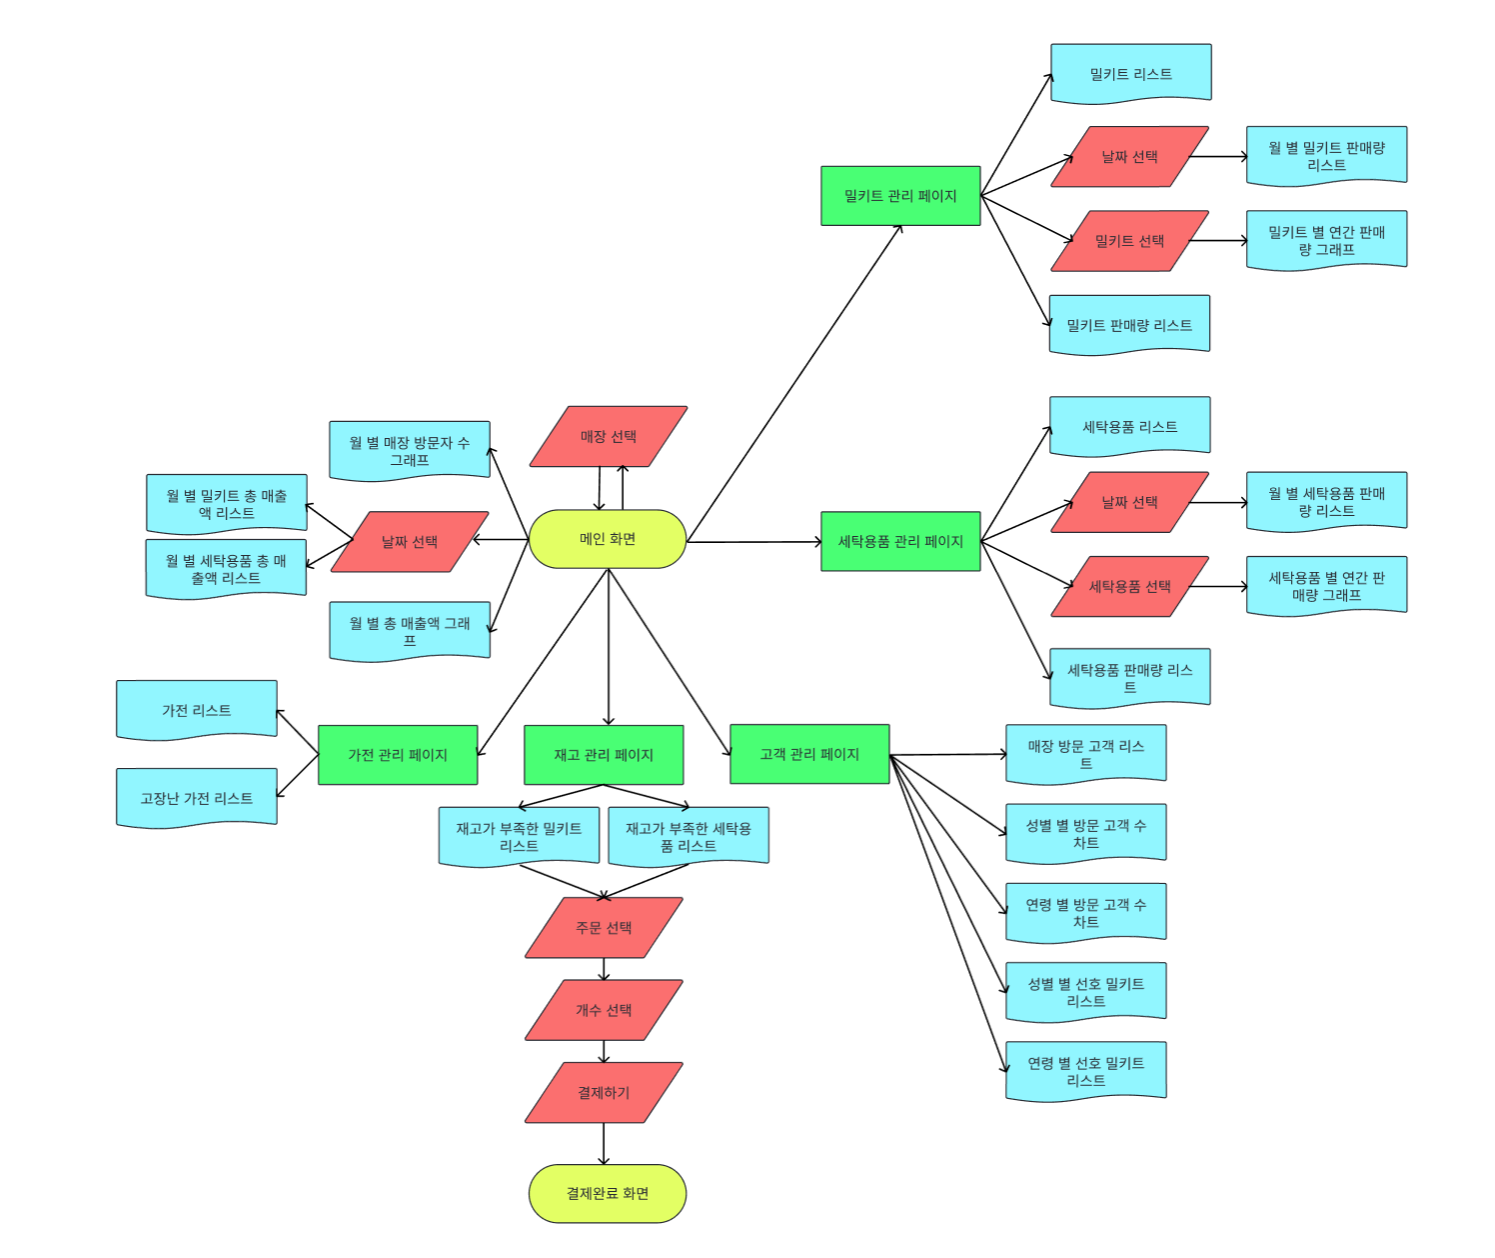 밀키트 리스트
날짜 선택
월 별 밀키트 판매량
리스트
밀키트 관리 페이지
밀키트 선택
밀키트 별 연간 판매
량 그래프
밀키트 판매량 리스트
매장 선택
월 별 매장 방문자 수
그래프
월 별 밀키트 총 매출
액 리스트
날짜 선택
월 별 세탁용품 총 매
출액 리스트
메인 화면
월 별 총 매출액 그래
프
세탁용품 리스트
날짜 선택
월 별 세탁용품 판매
량 리스트
세탁용품 관리 페이지
세탁용품 선택
세탁용품 별 연간 판
매량 그래프
세탁용품 판매량 리스
트
가전 리스트
가전 관리 페이지
고장난 가전 리스트
재고 관리 페이지
고객 관리 페이지
재고가 부족한 밀키트
리스트
재고가 부족한 세탁용
품 리스트
주문 선택
개수 선택
결제하기
결제완료 화면
매장 방문 고객 리스
트
성별 별 방문 고객 수
차트
연령 별 방문 고객 수
차트
성별 별 선호 밀키트
리스트
연령 별 선호 밀키트
리스트